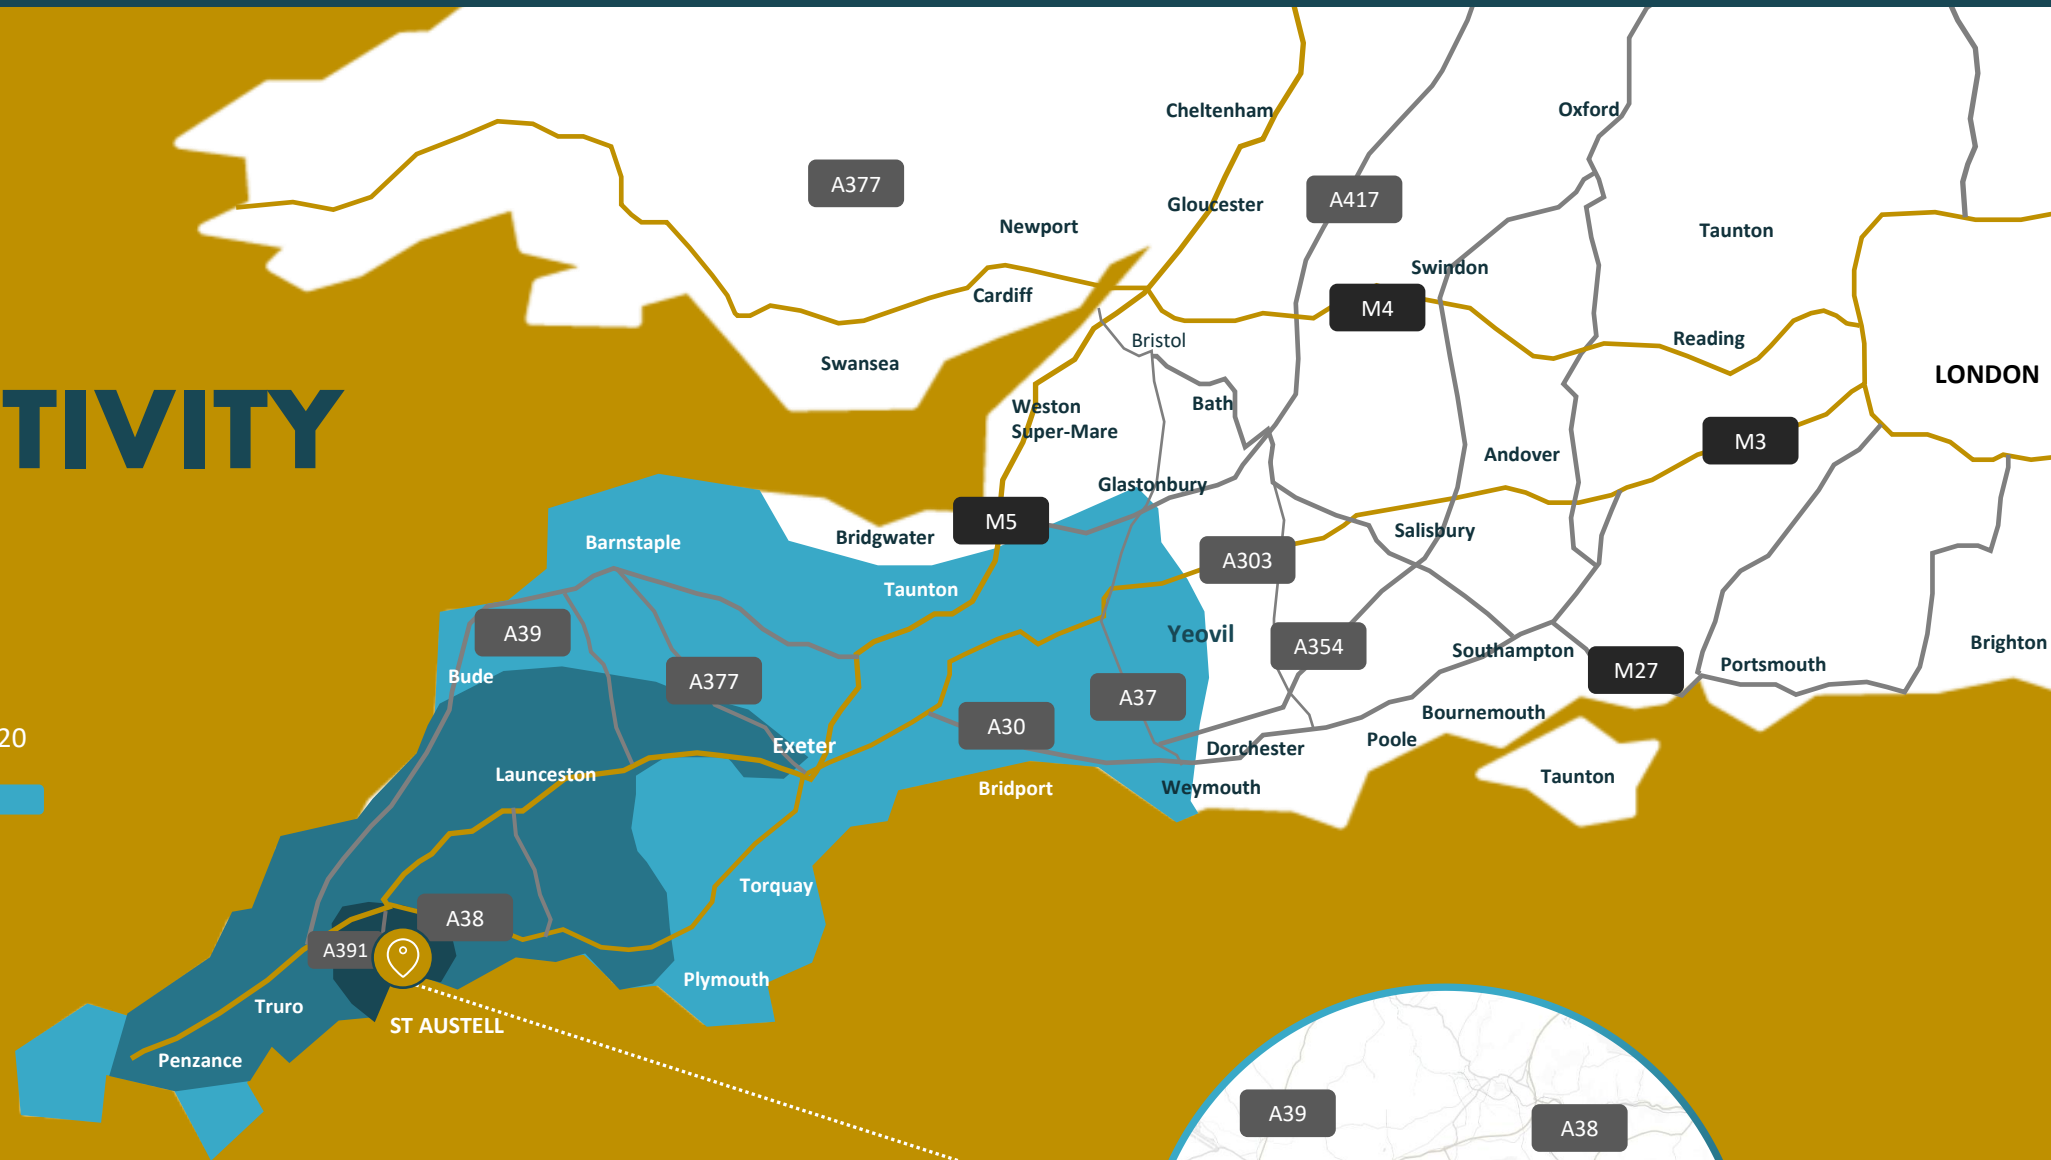 Cheltenham
Oxford
A377
A417
Gloucester
Newport
Taunton
Swindon
Cardiff
M4
Bristol
Reading
Swansea
LONDON
TIVITY
Weston
Super-Mare
Bath
M3
Andover
Glastonbury
M5
Bridgwater
Barnstaple
Salisbury
A303
Taunton
A39
Yeovil
A354
Southampton
Brighton
Portsmouth
M27
Bude
A377
A37
A30
Bournemouth
20
Exeter
Dorchester
Poole
Launceston
Taunton
Bridport
Weymouth
Torquay
A38
A391
Plymouth
Truro
ST AUSTELL
Penzance
A39
A38